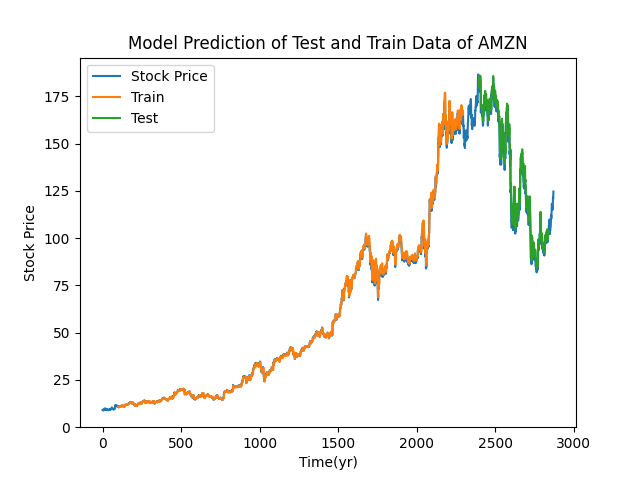 Model Prediction of Test and Train Data of AMZN
Stock Price
Train
Test
175
150
125
100
75
50
25
0
Stock Price
0 500 1000 1500 2000 2500 3000
Time(yr)